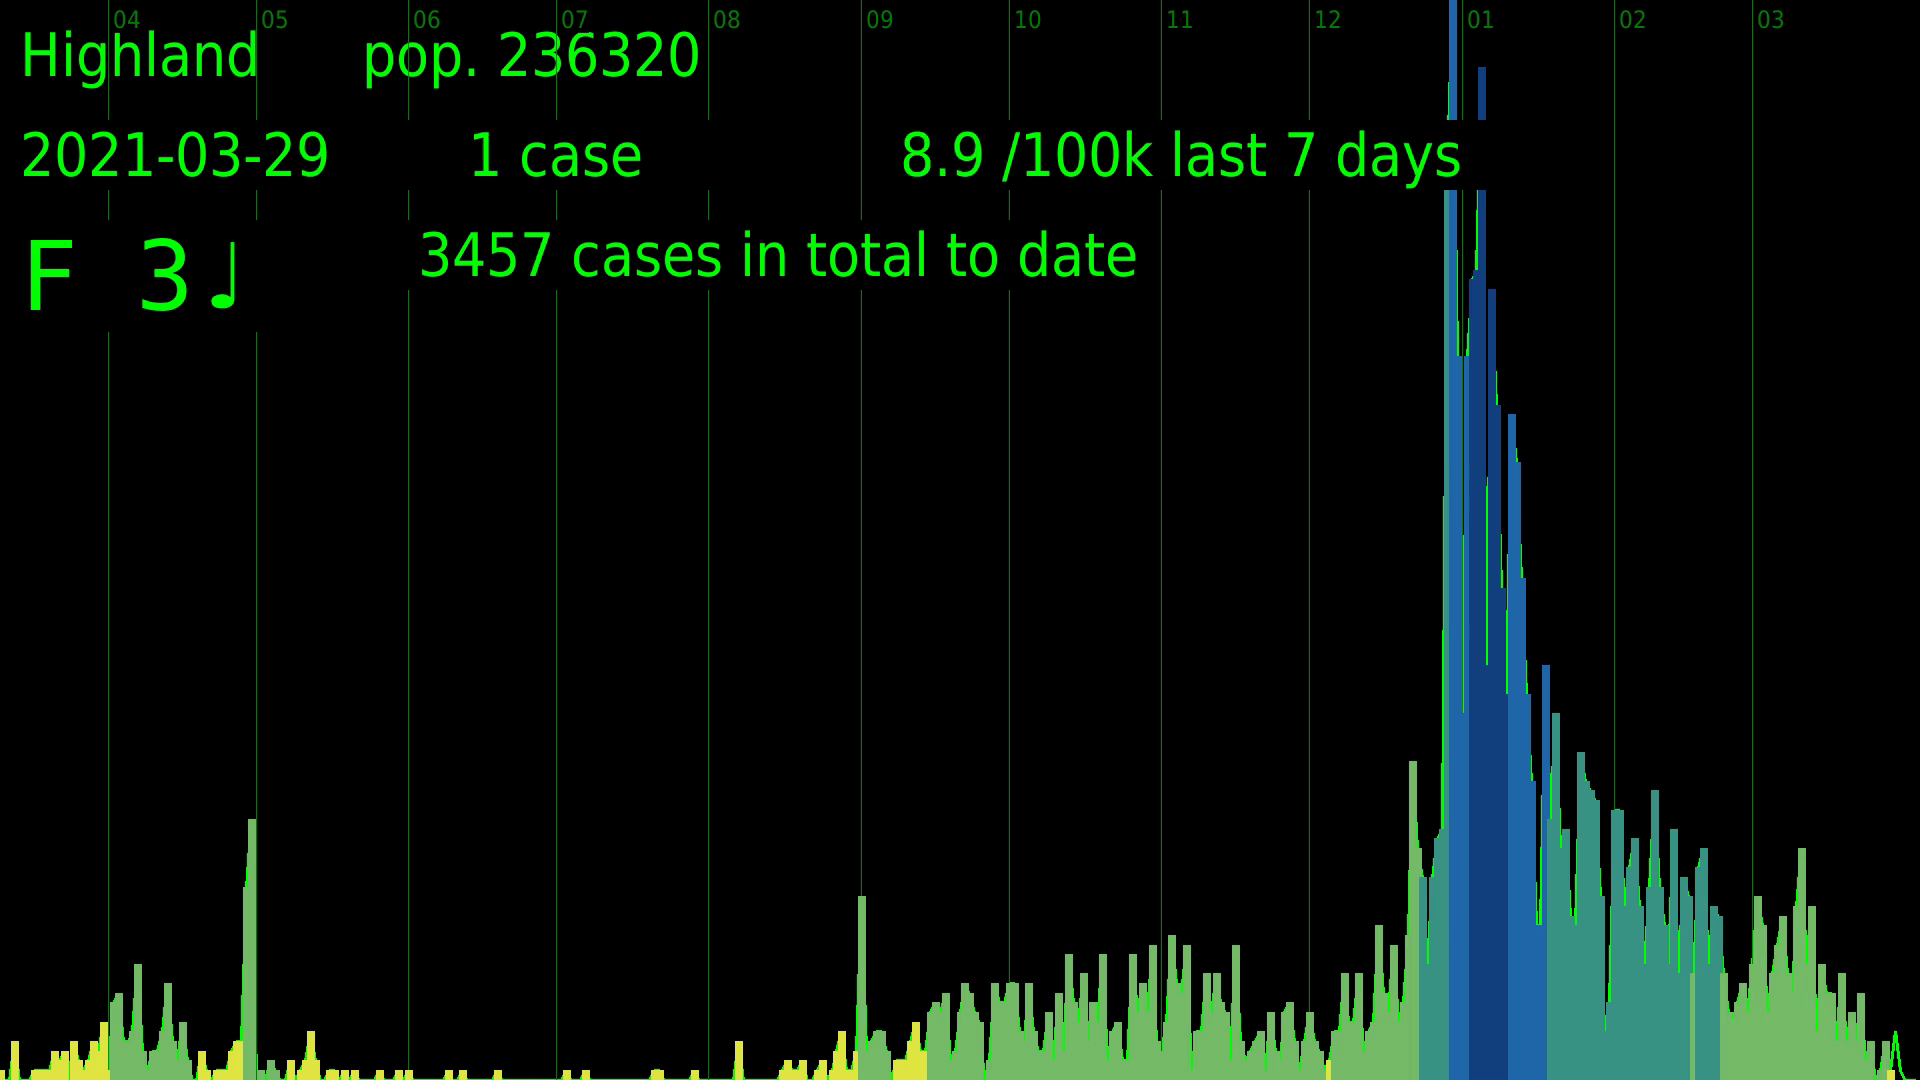 04 05 06 07 08 09 10 11 12 01 02 03
Highland pop. 236320
2021-03-29 1 case 8.9 /100k last 7 days
F 3♩ 3457 cases in total to date